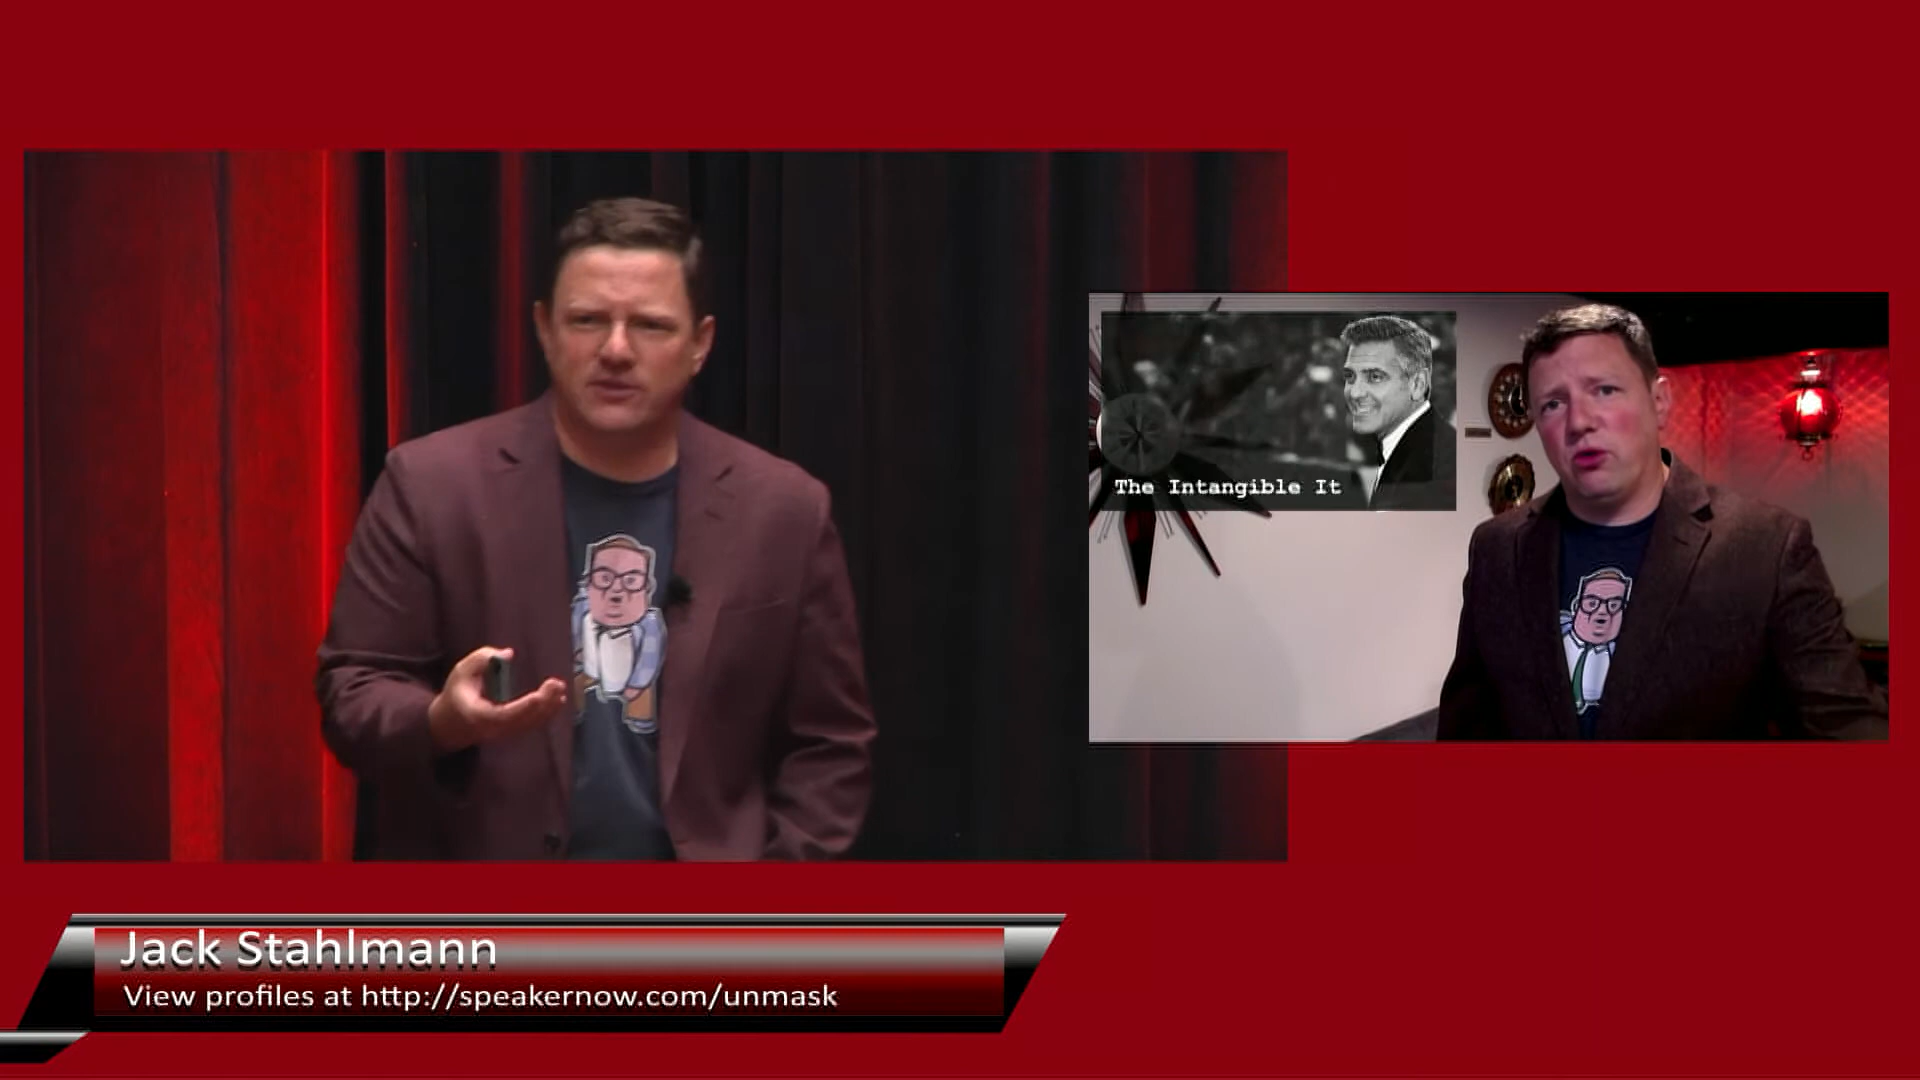 The Intangible It
Jack Stahlmann
View profiles at http://speakernow.com/unmask